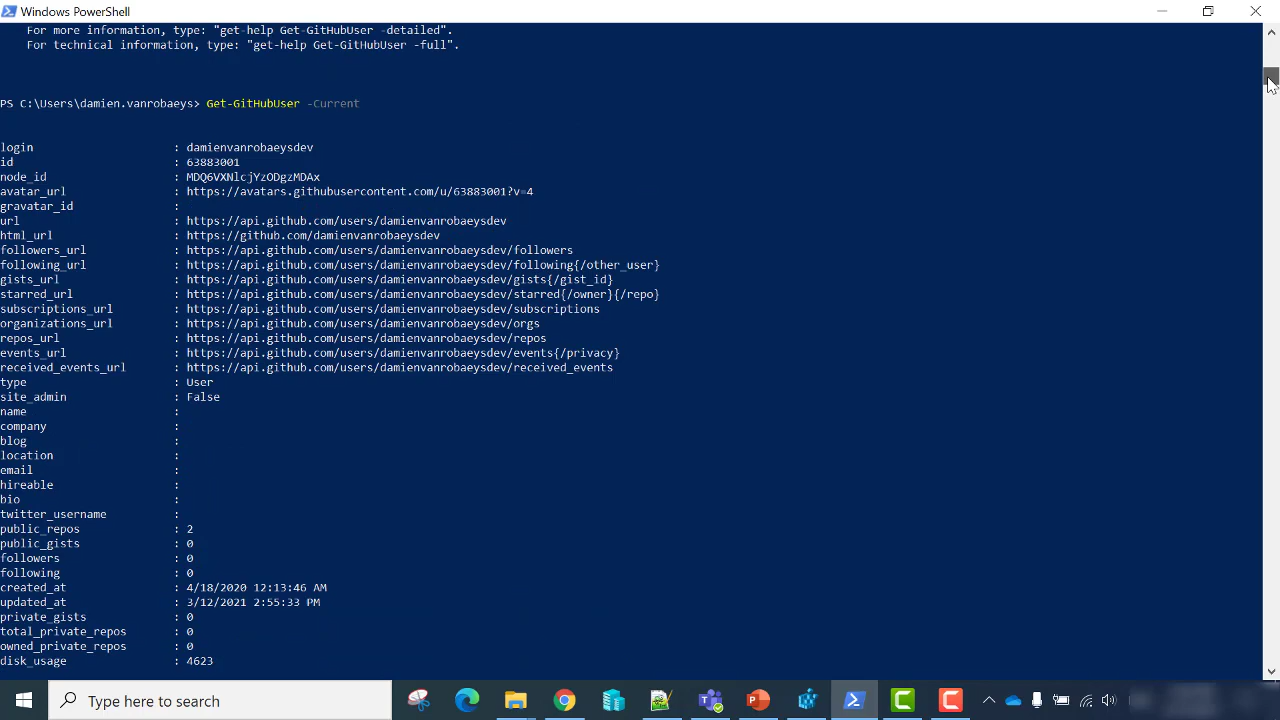 Windows PowerShell
For more information, type: "get-help Get-GitHubUser -detailed".
For technical information, type: "get-help Get-GitHubUser -full".
PS C:\Users\damien.vanrobaeys> Get-GitHubUser -Current
login : damienvanrobaeysdev
id : 63883001
node_id : MDQ6VXNlcjYzODgzMDAx
avatar_url : https://avatars.githubusercontent.com/u/63883001?v=4
gravatar_id :
url : https://api.github.com/users/damienvanrobaeysdev
html_url : https://github.com/damienvanrobaeysdev
followers_url : https://api.github.com/users/damienvanrobaeysdev/followers
following_url : https://api.github.com/users/damienvanrobaeysdev/following{/other_user}
gists_url : https://api.github.com/users/damienvanrobaeysdev/gists{/gist_id}
starred_url : https://api.github.com/users/damienvanrobaeysdev/starred{/owner}{/repo}
subscriptions_url : https://api.github.com/users/damienvanrobaeysdev/subscriptions
organizations_url : https://api.github.com/users/damienvanrobaeysdev/orgs
repos_url : https://api.github.com/users/damienvanrobaeysdev/repos
events_url : https://api.github.com/users/damienvanrobaeysdev/events{/privacy}
received_events_url : https://api.github.com/users/damienvanrobaeysdev/received_events
type : User
site_admin : False
name :
company :
blog :
location :
email :
hireable :
bio :
twitter_username :
public_repos : 2
public_gists : 0
followers : 0
following : 0
created_at : 4/18/2020 12:13:46 AM
updated_at : 3/12/2021 2:55:33 PM
private_gists : 0
total_private_repos : 0
owned_private_repos : 0
disk_usage : 4623
Type here to search